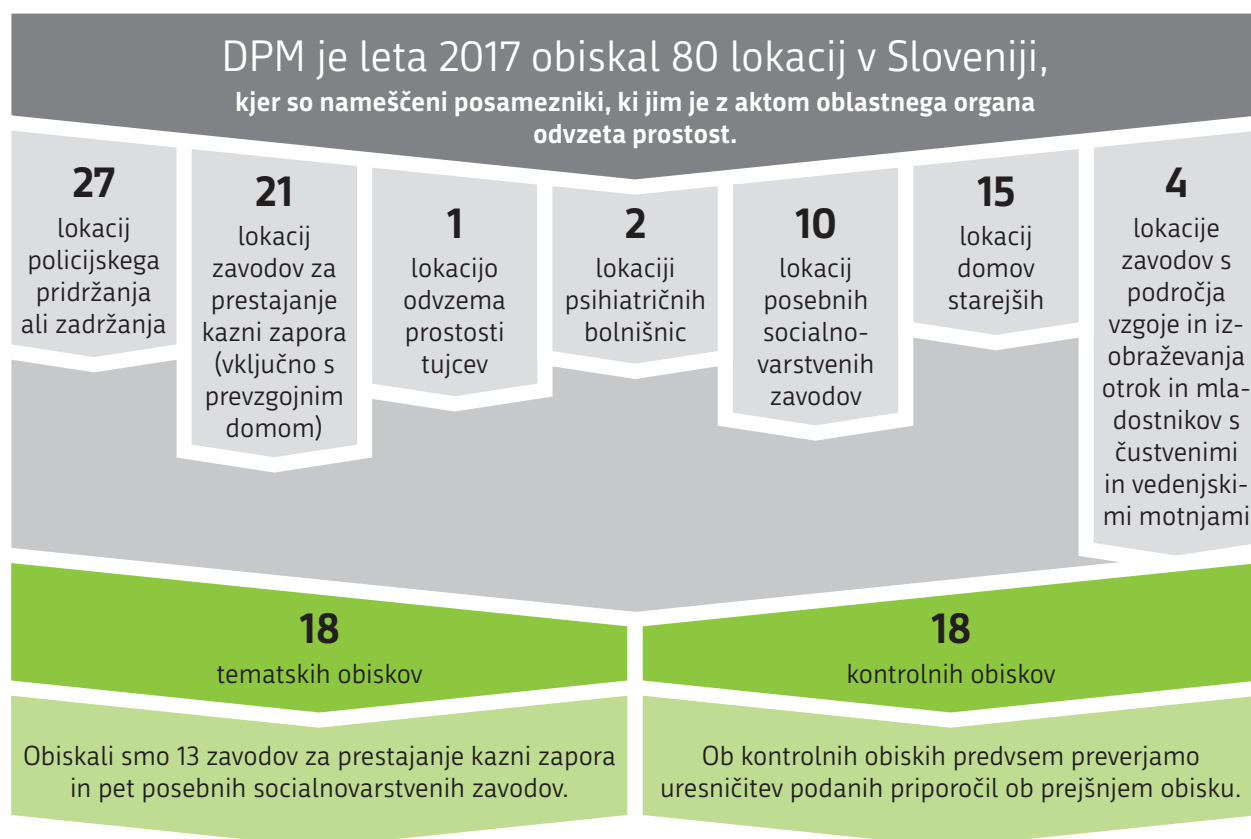 DPM je leta 2017 obiskal 80 lokacij v Sloveniji,
kjer so nameščeni posamezniki, ki jim je z aktom oblastnega organa
odvzeta prostost.
27
lokacij
policijskega
pridržanja
ali zadržanja
21
lokacij
zavodov za
prestajanje
kazni zapora
(vključno s
prevzgojnim
domom)
1
lokacijo
odvzema
prostosti
tujcev
2
lokaciji
psihiatričnih
bolnišnic
10
lokacij
posebnih
socialno-
varstvenih
zavodov
15
lokacij
domov
starejših
4
lokacije
zavodov s
področja
vzgoje in iz-
obraževanja
otrok in mla-
dostnikov s
čustvenimi
in vedenjski-
mi motnjami
18
tematskih obiskov
Obiskali smo 13 zavodov za prestajanje kazni zapora
in pet posebnih socialnovarstvenih zavodov.
18
kontrolnih obiskov
Ob kontrolnih obiskih predvsem preverjamo
uresničitev podanih priporočil ob prejšnjem obisku.